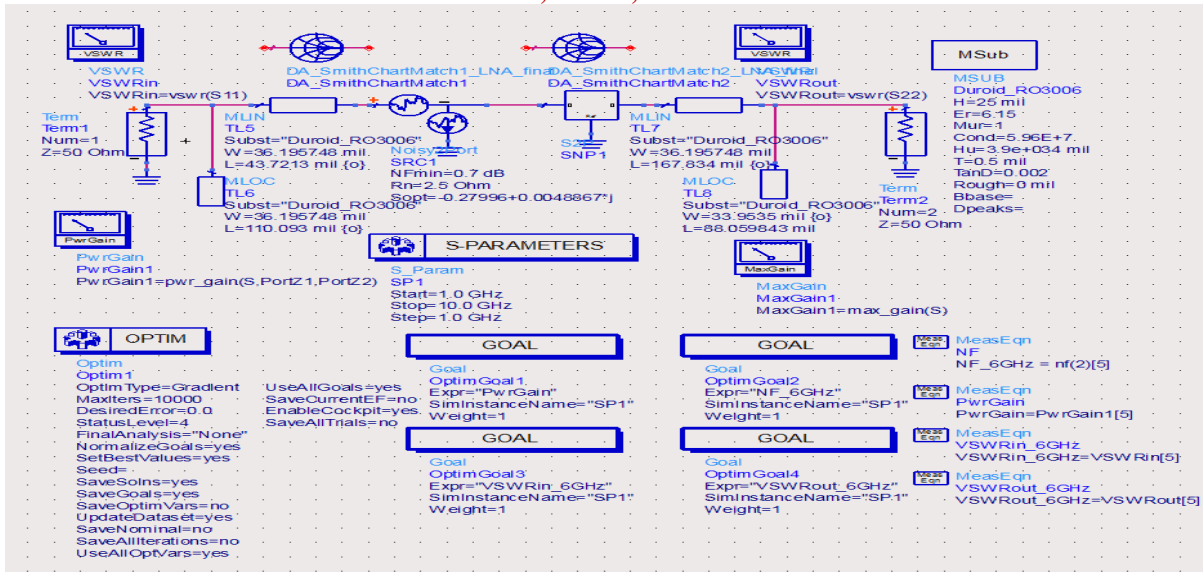 VSWR
VSWR
VSWRin
VSWRin=vswr(S11)
DA_SmithChartMatch1_LNA_final
DA_SmithChartMatch1
DA_SmithChartMatch2
DA_SmithChartMatch2
VSWR
VSWRout
VSWRout=vswr(S22)
MSub
MSUB
Duroid_RO3006
H=25 mil
Er=6.15
Mur=1
Cond=5.96E+7
Hu=3.9e+034 mil
T=0.5 mil
TanD=0.002
Rough=0 mil
Bbase=
Dpeaks=
Term
Term1
Num=1
Z=50 Ohm
MLIN
TL5
Subst="Duroid_RO3006"
W=36.195748 mil
L=43.7213 mil {o}
MLOC
TL6
Subst="Duroid_RO3006"
W=36.195748 mil
L=110.093 mil {o}
SRC1
NFmin=0.7 dB
Rn=2.5 Ohm
Sopt=-0.27996+0.0048867*j
SNP1
MLIN
TL7
Subst="Duroid_RO3006"
W=36.195748 mil
L=167.834 mil {o}
MLOC
TL8
Subst="Duroid_RO3006"
W=33.9535 mil {o}
L=88.059843 mil {o}
Term
Term2
Num=2
Z=50 Ohm
PwrGain
PwrGain
PwrGain1
PwrGain1=pwr_gain(S,PortZ1,PortZ2)
S-PARAMETERS
S_Param
SP1
Start=1.0 GHz
Stop=10.0 GHz
Step=1.0 GHz
MaxGain
MaxGain
MaxGain1
MaxGain1=max_gain(S)
OPTIM
Optim
Optim1
OptimType=Gradient
MaxIters=10000
DesiredError=0.0
StatusLevel=4
FinalAnalysis="None"
NormalizeGoals=yes
SetBestValues=yes
Seed=
SaveSolns=yes
SaveGoals=yes
SaveOptimVars=no
UpdateDataset=yes
SaveNominal=no
SaveAllIterations=no
UseAllOptVars=yes
UseAllGoals=yes
SaveCurrentEF=no
EnableCockpit=yes
SaveAllTrials=no
GOAL
Goal
OptimGoal1
Expr="PwrGain"
SimInstanceName="SP1"
Weight=1
GOAL
Goal
OptimGoal2
Expr="NF_6GHz"
SimInstanceName="SP1"
Weight=1
GOAL
Goal
OptimGoal3
Expr="VSWRin_6GHz"
SimInstanceName="SP1"
Weight=1
GOAL
Goal
OptimGoal4
Expr="VSWRout_6GHz"
SimInstanceName="SP1"
Weight=1
Meas
Eqn
MeasEqn
NF
NF_6GHz = nf(2)[5]
Meas
Eqn
MeasEqn
PwrGain
PwrGain=PwrGain1[5]
Meas
Eqn
MeasEqn
VSWRin_6GHz
VSWRin_6GHz=VSWRin[5]
Meas
Eqn
MeasEqn
VSWRout_6GHz
VSWRout_6GHz=VSWRout[5]